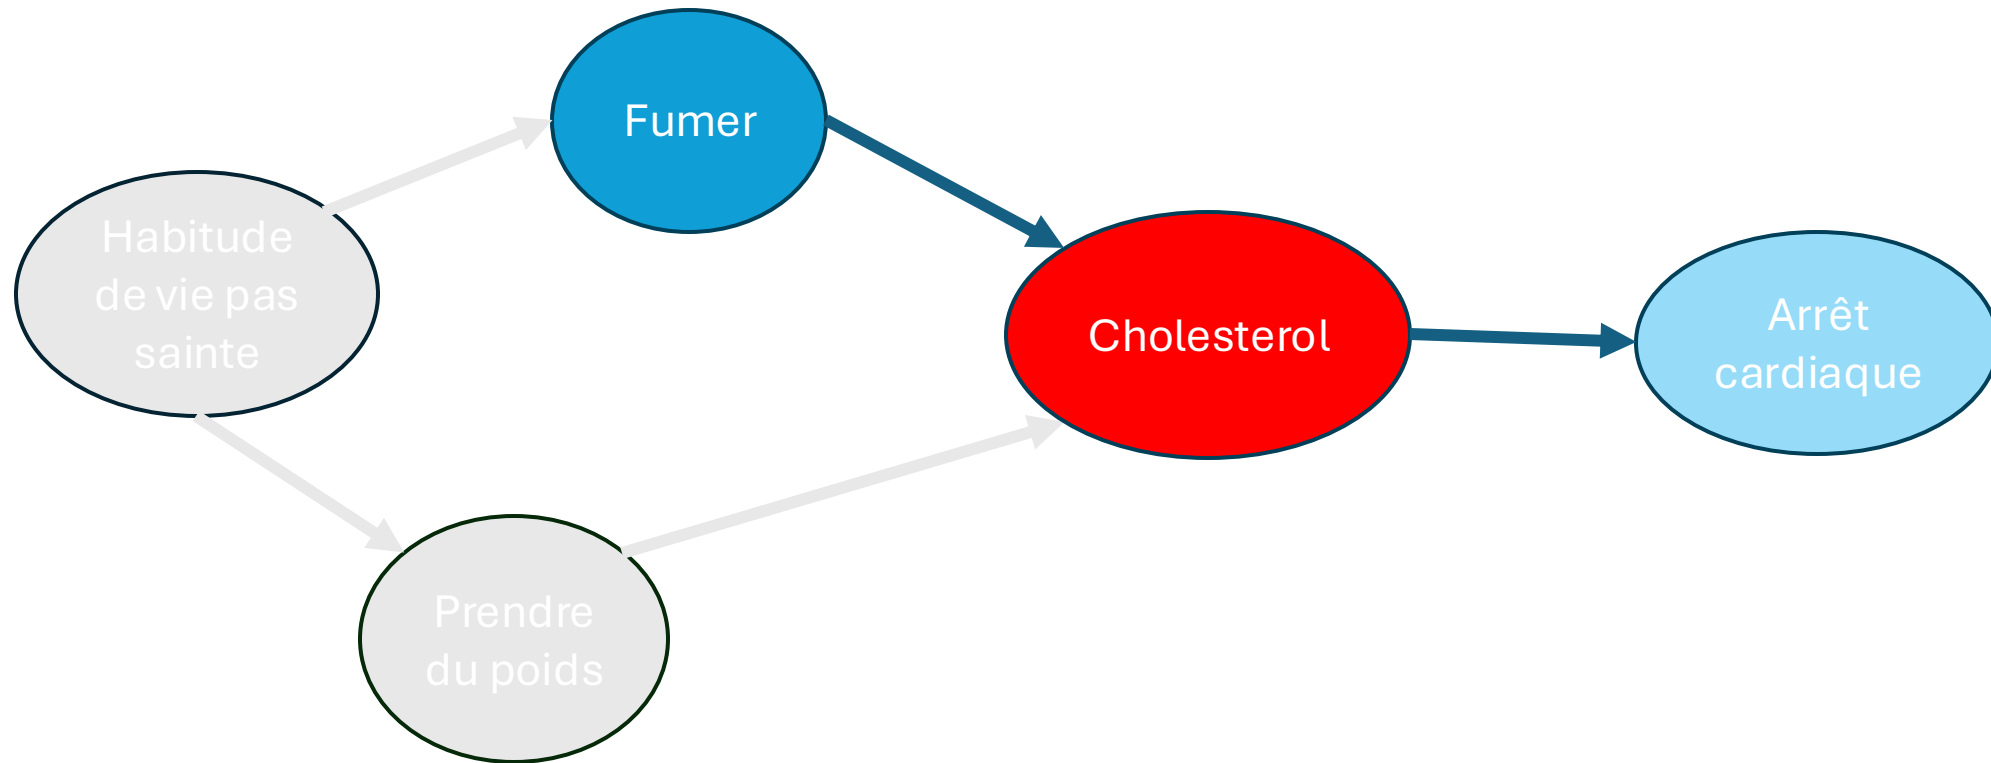 Fumer
Habitude
de vie pas
sainte
Cholesterol
Arrêt
cardiaque
Prendre
du poids